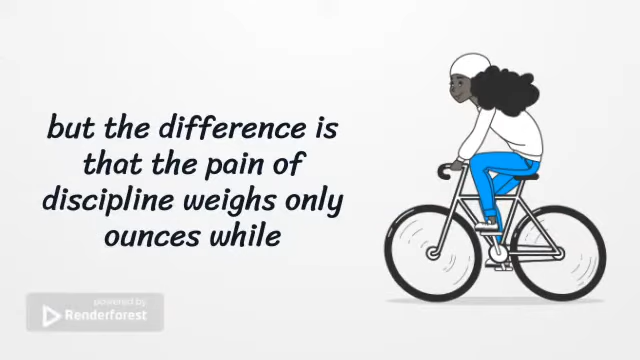 but the difference is
that the pain of
discipline weighs only
ounces while
powered by
Renderforest